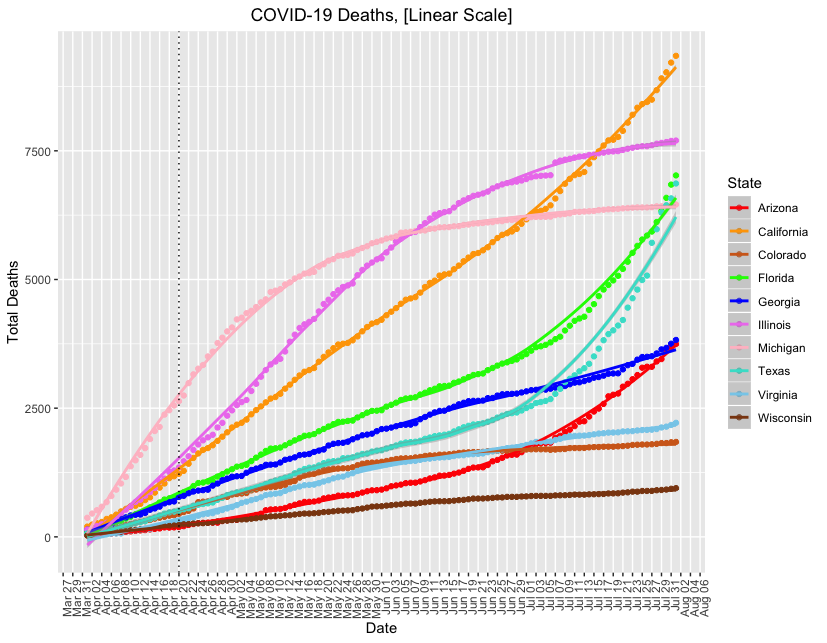 COVID-19 Deaths, [Linear Scale]
Total Deaths
7500
5000
2500
0
Mar 27
Mar 29
Mar 31
Apr 02
Apr 04
Apr 06
Apr 08
Apr 10
Apr 12
Apr 14
Apr 16
Apr 18
Apr 20
Apr 22
Apr 24
Apr 26
Apr 28
Apr 30
May 02
May 04
May 06
May 08
May 10
May 12
May 14
May 16
May 18
May 20
May 22
May 24
May 26
May 28
May 30
Jun 01
Jun 03
Jun 05
Jun 07
Jun 09
Jun 11
Jun 13
Jun 15
Jun 17
Jun 19
Jun 21
Jun 23
Jun 25
Jun 27
Jun 29
Jul 01
Jul 03
Jul 05
Jul 07
Jul 09
Jul 11
Jul 13
Jul 15
Jul 17
Jul 19
Jul 21
Jul 23
Jul 25
Jul 27
Jul 29
Jul 31
Aug 02
Aug 04
Aug 06
Date
State
Arizona
California
Colorado
Florida
Georgia
Illinois
Michigan
Texas
Virginia
Wisconsin